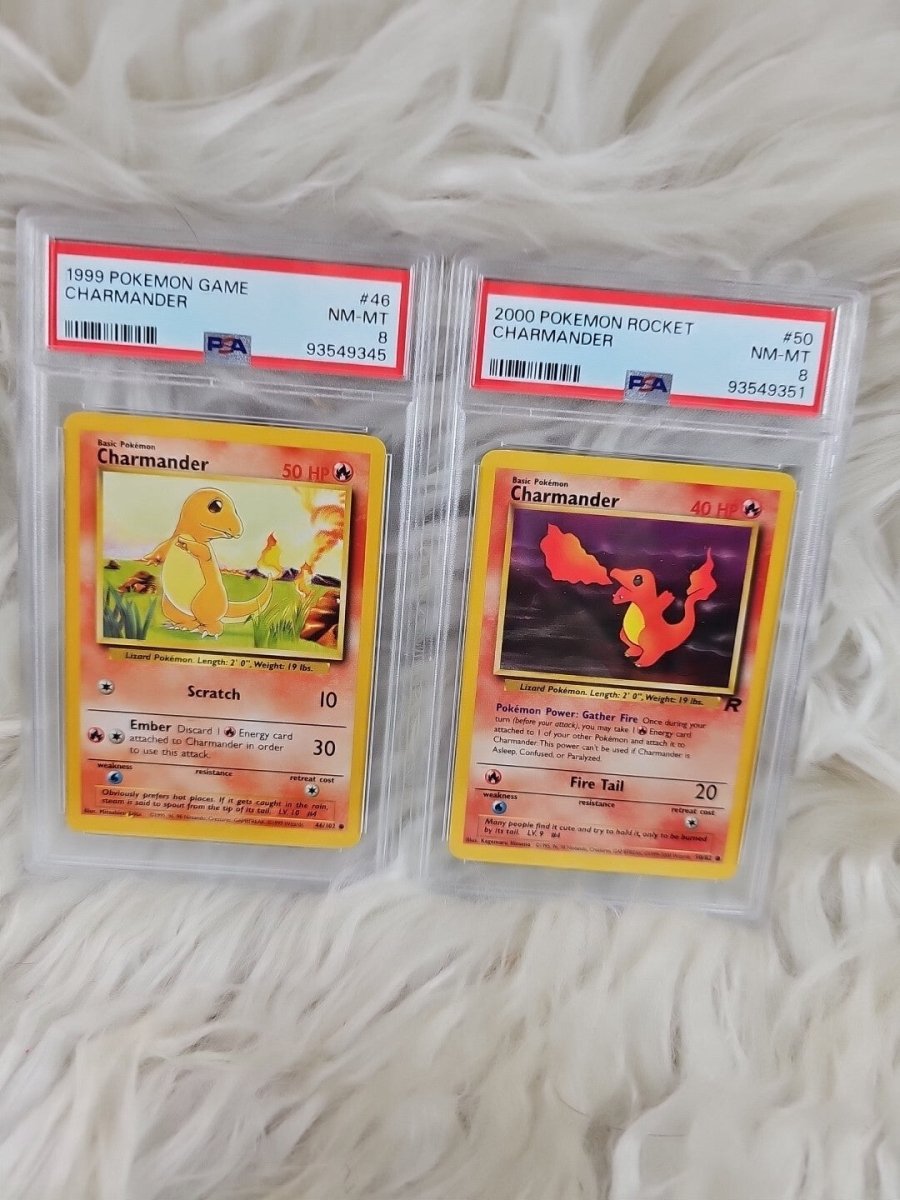 1999 POKEMON GAME
#46
CHARMANDER
NM-MT
8
PSA
93549345
Basic Pokémon
Charmander
50 HP
Lizard Pokémon. Length: 2' 0", Weight: 19 lbs.
Scratch
10
Ember Discard 1 Energy card
attached to Charmander in order
to use this attack.
30
weakness
resistance
retreat cost
Obviously prefers hot places. If it gets caught in the rain,
steam is said to spout from the tip of its tail. LV. 10 #4
46/102
2000 POKEMON ROCKET
#50
CHARMANDER
NM-MT
8
PSA
93549351
Basic Pokémon
Charmander
40 HP
Lizard Pokémon. Length: 2' 0", Weight: 19 lbs.
R
Pokémon Power: Gather Fire Once during your
turn (before your attack), you may take 1 Energy card
attached to 1 of your other Pokémon and attach it to
Charmander. This power can't be used if Charmander is
Asleep, Confused, or Paralyzed.
Fire Tail
20
weakness
resistance
retreat cost
Many people find it cute and try to hold it, only to be burned
by its tail. LV. 9 #4
50/82